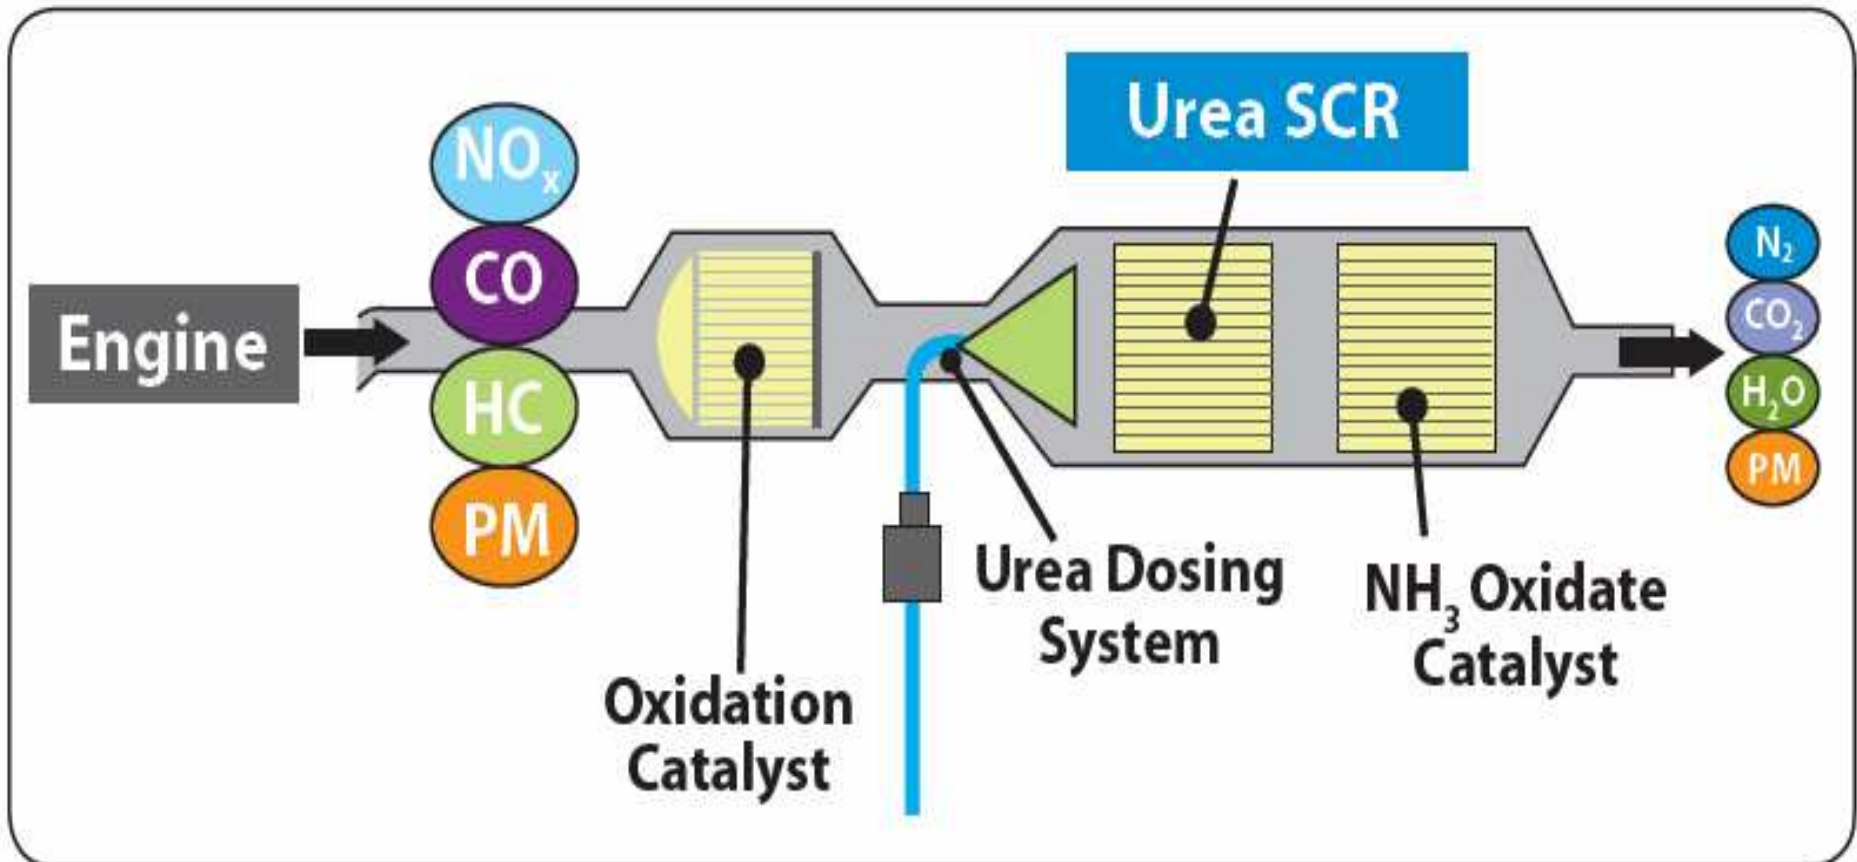 Urea SCR
NOₓ
CO
HC
PM
Engine
N₂
CO₂
H₂O
PM
Oxidation
Catalyst
Urea Dosing
System
NH₃ Oxidate
Catalyst